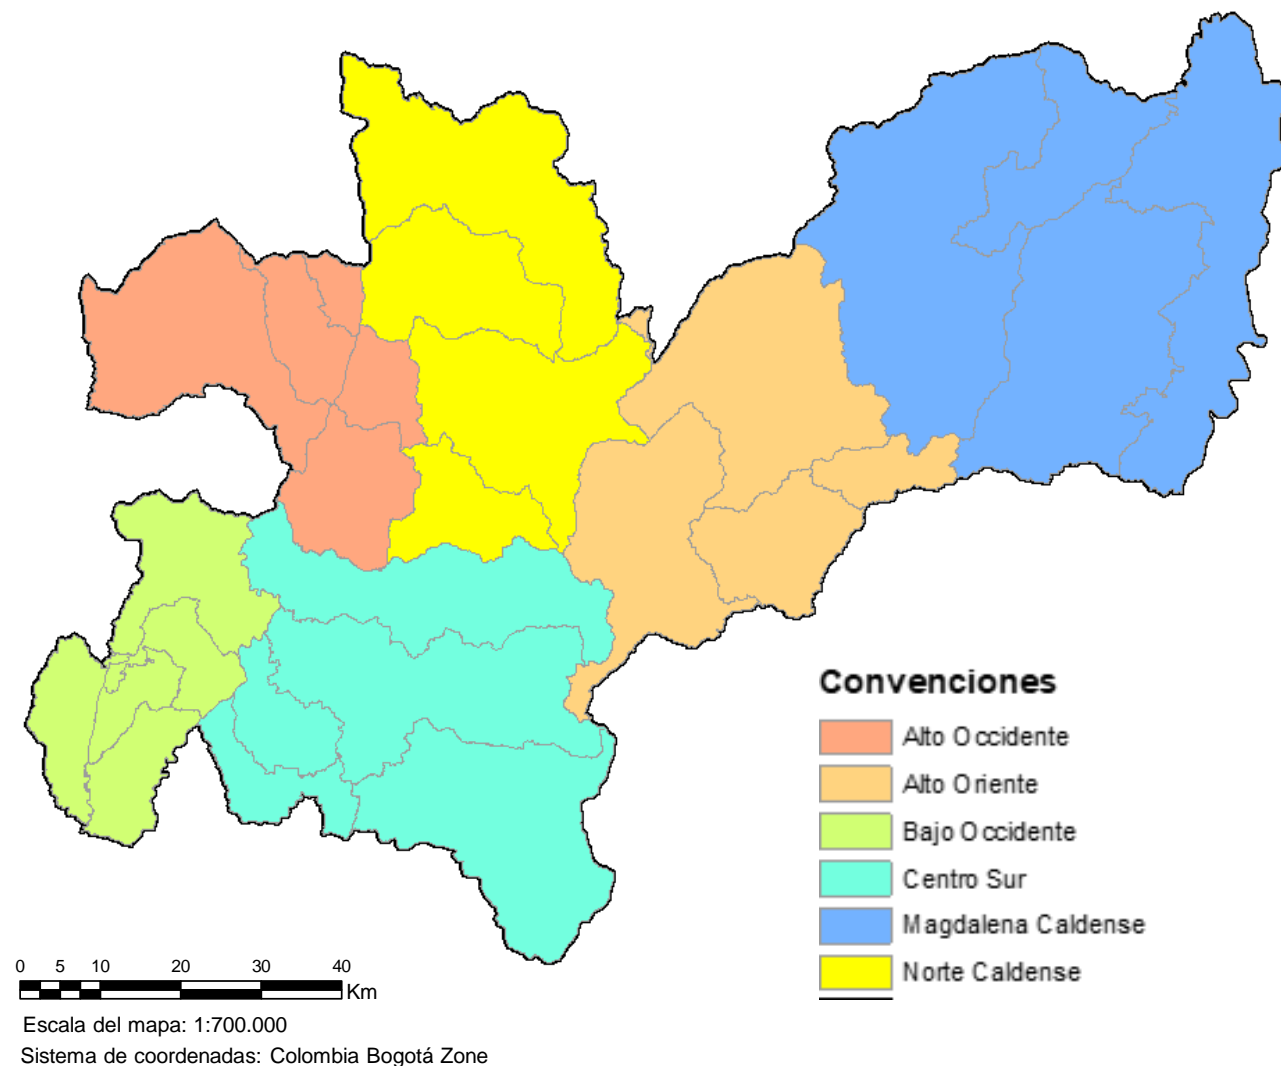 Convenciones
Alto Occidente
Alto Oriente
Bajo Occidente
Centro Sur
Magdalena Caldense
Norte Caldense
0 5 10 20 30 40
Km
Escala del mapa: 1:700.000
Sistema de coordenadas: Colombia Bogotá Zone